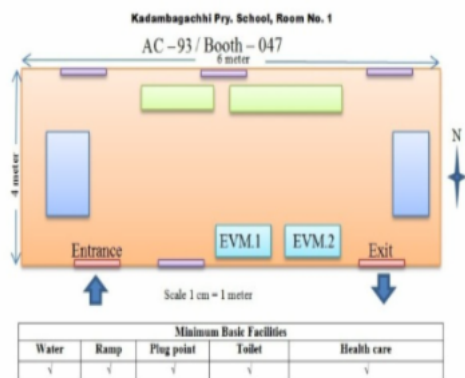 Kadambagachhi Pry. School, Room No. 1
AC – 93 / Booth – 047
6 meter
4 meter
N
EVM.1 EVM.2
Entrance Exit
Scale 1 cm = 1 meter
Minimum Basic Facilities
Water Ramp Plug point Toilet Health care
√ √ √ √ √